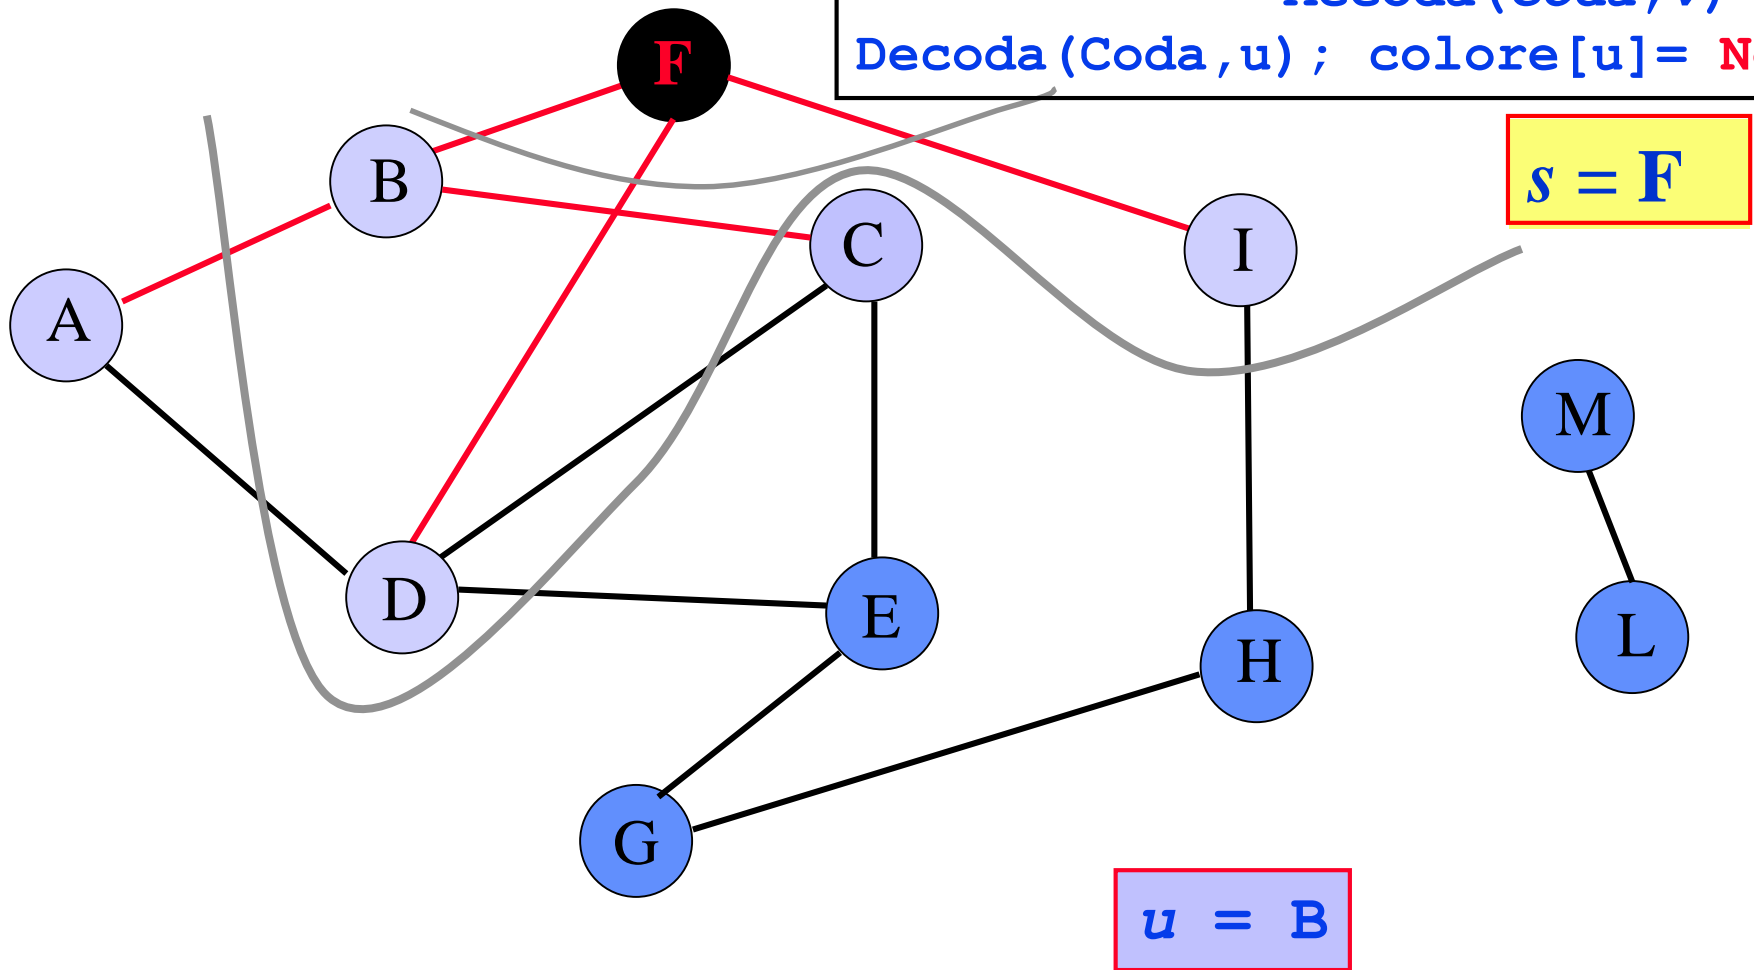 Decoda(Coda,u); colore[u]=
F
s = F
B
C
I
A
M
D
E
H
L
G
u = B